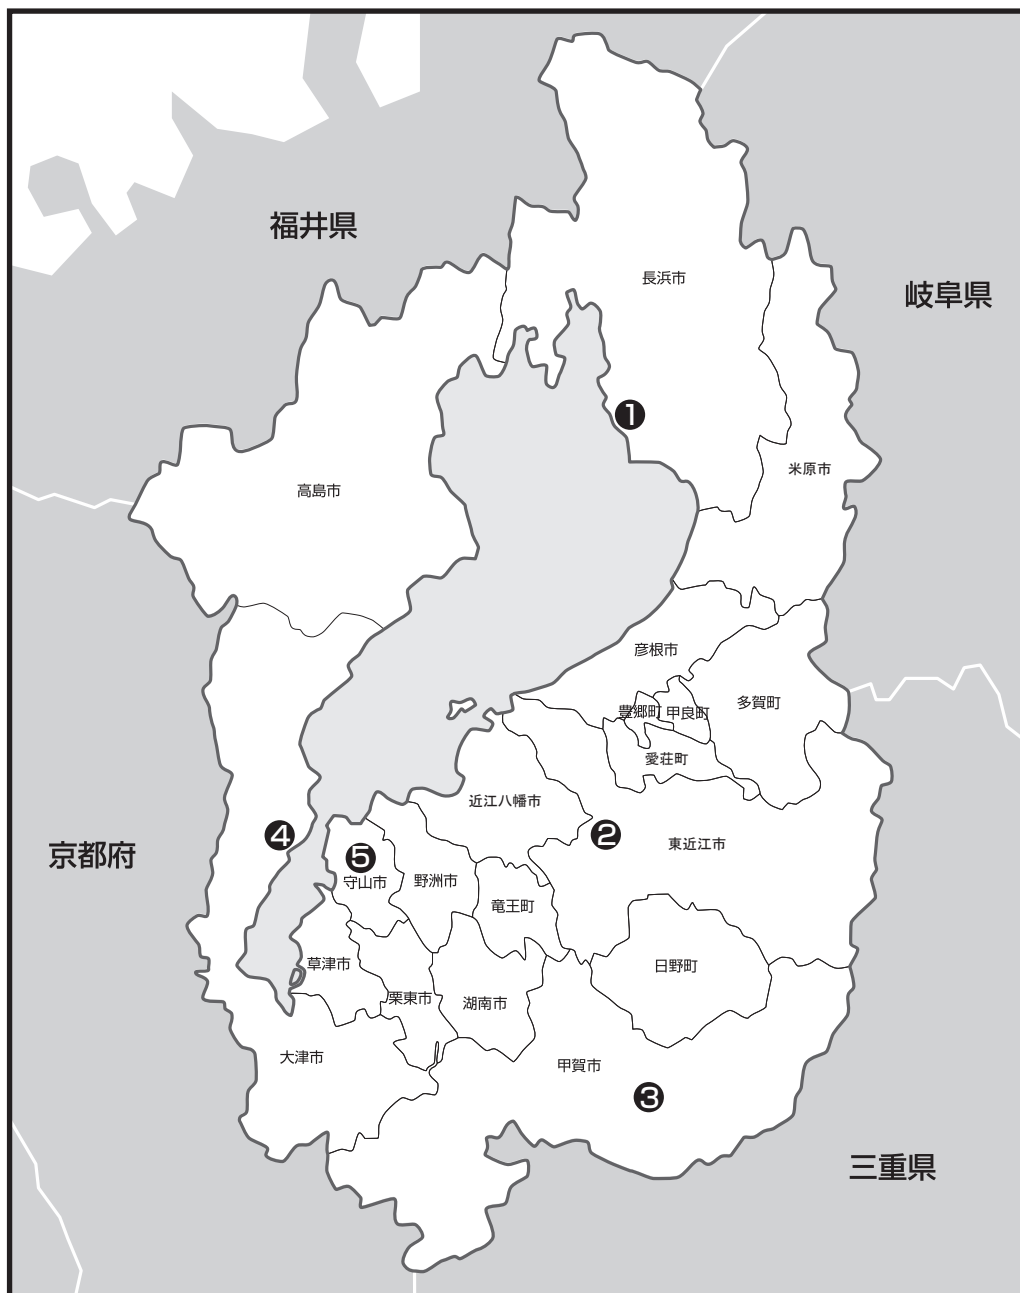 福井県
長浜市
岐阜県
❶
米原市
高島市
彦根市
多賀町
豊郷町
甲良町
愛荘町
近江八幡市
❷
東近江市
❹
京都府
❺
守山市
野洲市
竜王町
草津市
日野町
栗東市
湖南市
大津市
甲賀市
❸
三重県